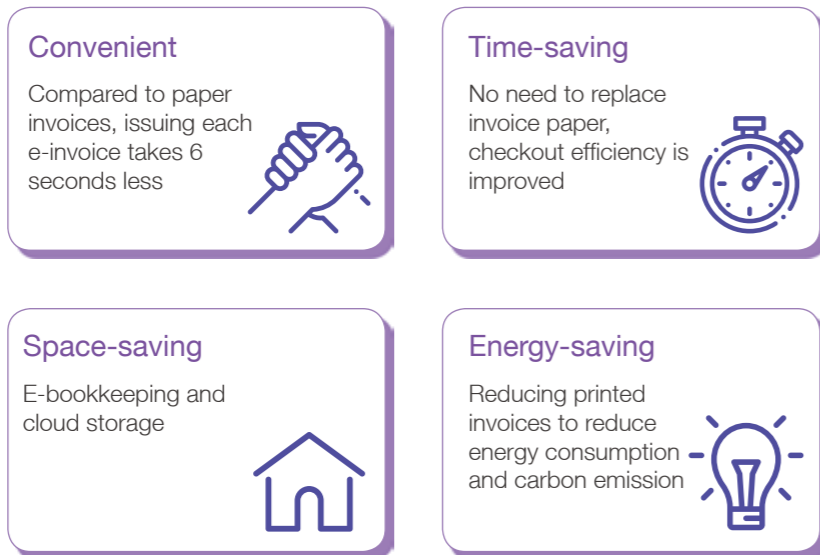 Convenient
Compared to paper
invoices, issuing each
e-invoice takes 6
seconds less
Time-saving
No need to replace
invoice paper,
checkout efficiency is
improved
Space-saving
E-bookkeeping and
cloud storage
Energy-saving
Reducing printed
invoices to reduce
energy consumption
and carbon emission